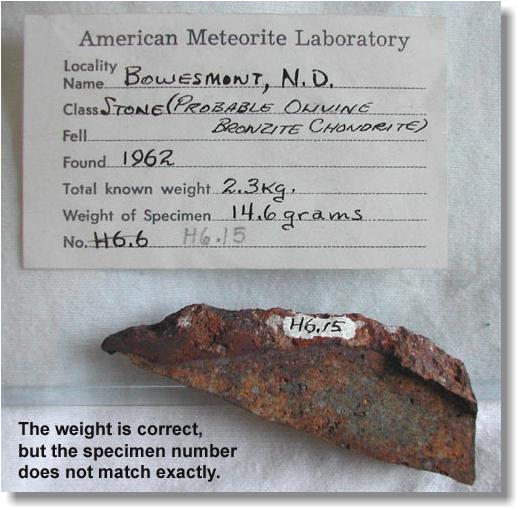 American Meteorite Laboratory
Locality
Name BOWESMONT, N.D.
Class STONE (PROBABLE OLIVINE
BRONZITE CHONDRITE)
Fell
Found 1962
Total known weight 2.3Kg.
Weight of Specimen 14.6 grams
No. H6.6 H6.15
H6.15
The weight is correct,
but the specimen number
does not match exactly.